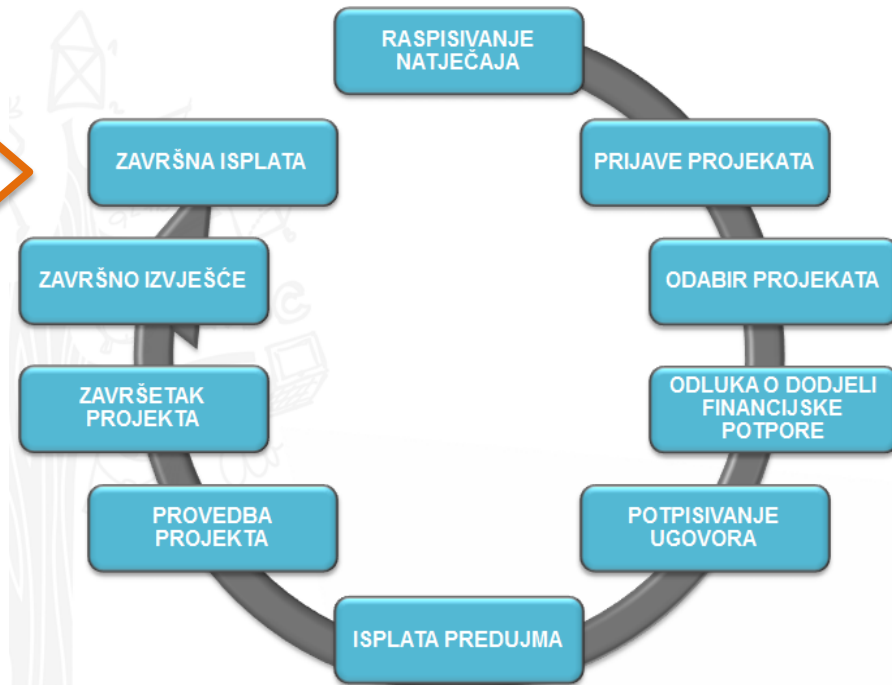 RASPISIVANJE
NATJEČAJA
PRIJAVE PROJEKATA
ODABIR PROJEKATA
ODLUKA O DODJELI
FINANCIJSKE
POTPORE
POTPISIVANJE
UGOVORA
ISPLATA PREDUJMA
PROVEDBA
PROJEKTA
ZAVRŠETAK
PROJEKTA
ZAVRŠNO IZVJEŠĆE
ZAVRŠNA ISPLATA